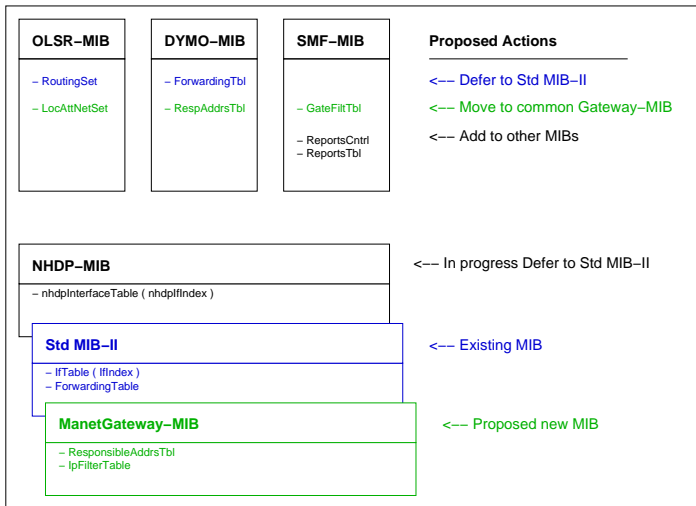 OLSR−MIB DYMO−MIB SMF−MIB Proposed Actions
− RoutingSet − ForwardingTbl <−− Defer to Std MIB−II
− LocAttNetSet − RespAddrsTbl − GateFiltTbl <−− Move to common Gateway−MIB
− ReportsCntrl <−− Add to other MIBs
− ReportsTbl
NHDP−MIB <−− In progress Defer to Std MIB−II
− nhdpInterfaceTable ( nhdpIfIndex )
Std MIB−II <−− Existing MIB
− IfTable ( IfIndex )
− ForwardingTable
ManetGateway−MIB <−− Proposed new MIB
− ResponsibleAddrsTbl
− IpFilterTable